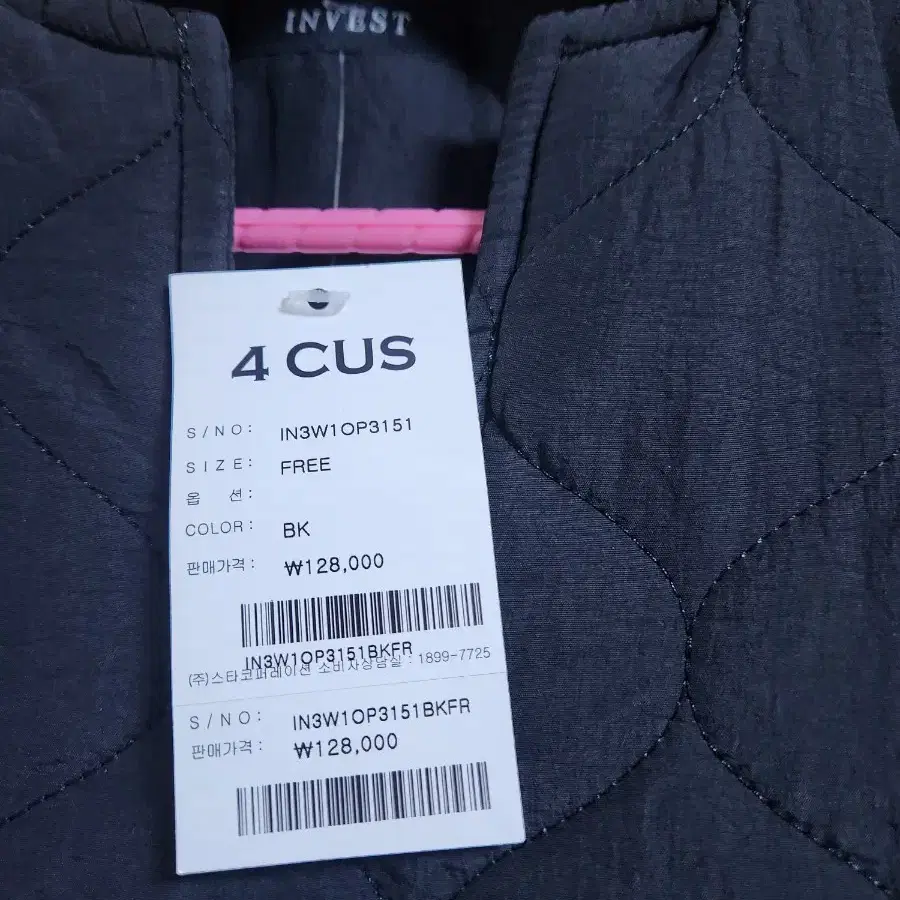 INVEST
4 CUS
S/NO: IN3W1OP3151
SIZE: FREE
옵 션:
COLOR: BK
판매가격: ₩128,000
IN3W1OP3151BKFR
(주)스타코퍼레이션 소비자상담실 : 1899-7725
S/NO: IN3W1OP3151BKFR
판매가격: ₩128,000